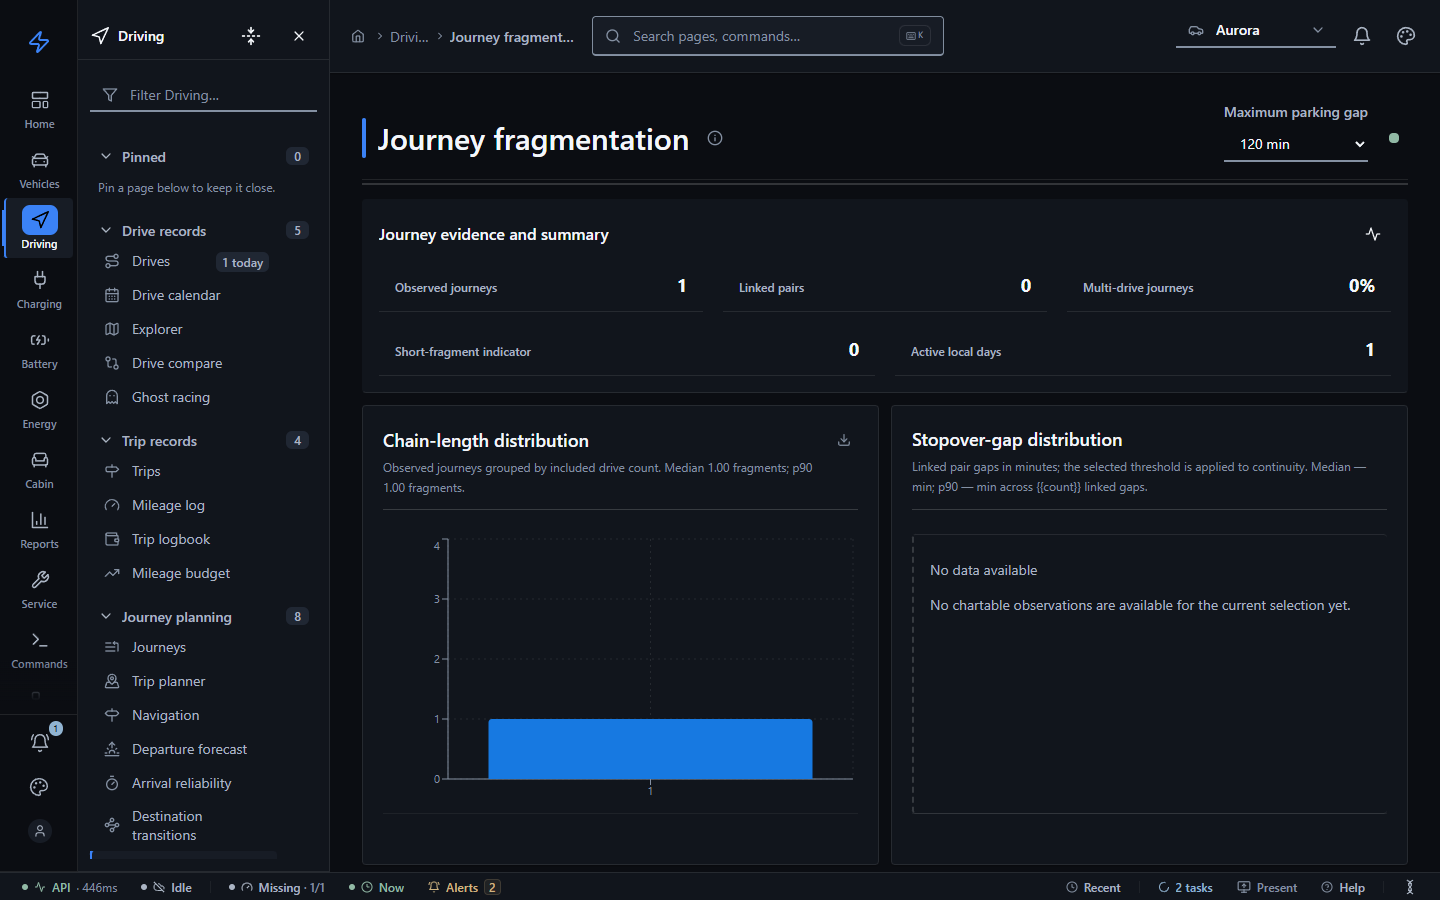 Home
Vehicles
Driving
Charging
Battery
Energy
Cabin
Reports
Service
Commands
1
Driving
Filter Driving...
Pinned 0
Pin a page below to keep it close.
Drive records 5
Drives 1 today
Drive calendar
Explorer
Drive compare
Ghost racing
Trip records 4
Trips
Mileage log
Trip logbook
Mileage budget
Journey planning 8
Journeys
Trip planner
Navigation
Departure forecast
Arrival reliability
Destination
transitions
Drivi... Journey fragment...
Search pages, commands... K
Aurora
Journey fragmentation
Maximum parking gap
120 min
Journey evidence and summary
Observed journeys 1
Linked pairs 0
Multi-drive journeys 0%
Short-fragment indicator 0
Active local days 1
Chain-length distribution
Observed journeys grouped by included drive count. Median 1.00 fragments; p90
1.00 fragments.
4
3
2
1
0
1
Stopover-gap distribution
Linked pair gaps in minutes; the selected threshold is applied to continuity. Median —
min; p90 — min across {{count}} linked gaps.
No data available
No chartable observations are available for the current selection yet.
API · 446ms
Idle
Missing · 1/1
Now
Alerts 2
Recent
2 tasks
Present
Help